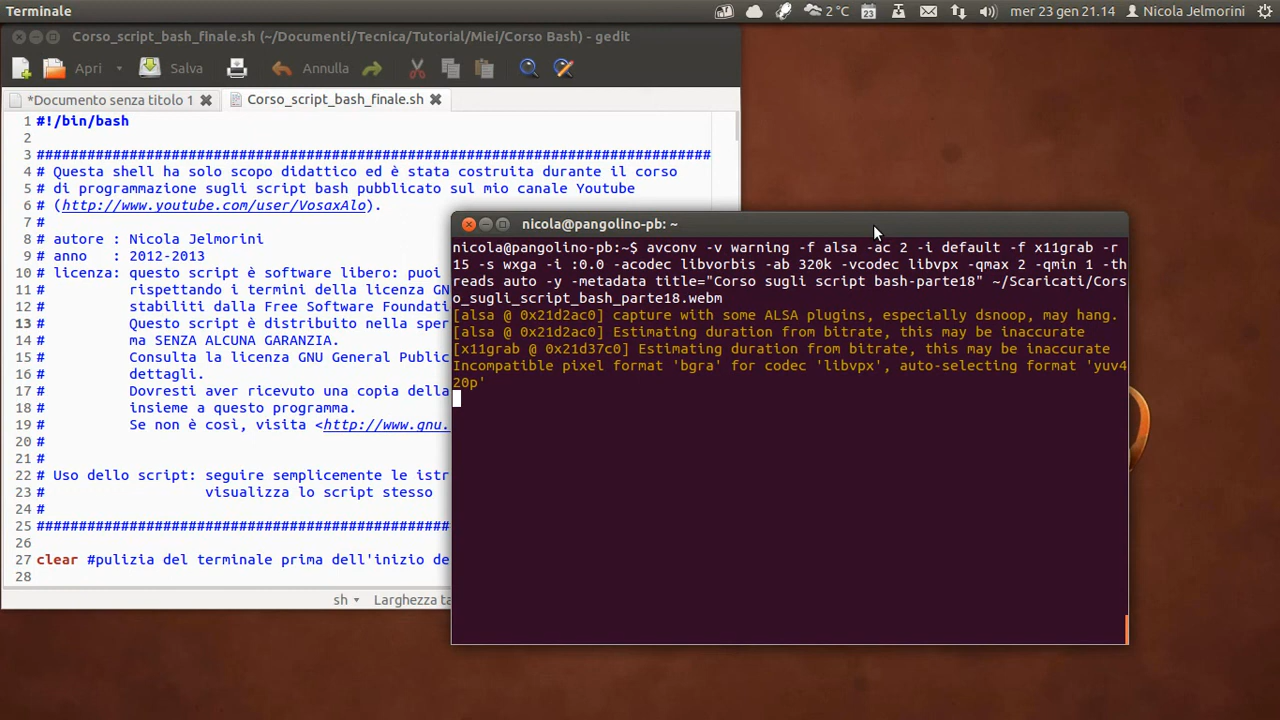 Terminale
2°C
23
mer 23 gen 21.14
Nicola Jelmorini
Corso_script_bash_finale.sh (~/Documenti/Tecnica/Tutorial/Miei/Corso Bash) - gedit
Apri
Salva
Annulla
*Documento senza titolo 1
Corso_script_bash_finale.sh
1 #!/bin/bash
2
3 ################################################################################
4 # Questa shell ha solo scopo didattico ed è stata costruita durante il corso
5 # di programmazione sugli script bash pubblicato sul mio canale Youtube
6 # (http://www.youtube.com/user/VosaxAlo).
7 #
8 # autore : Nicola Jelmorini
9 # anno   : 2012-2013
10 # licenza: questo script è software libero: puoi
11          rispettando i termini della licenza GN
12          stabiliti dalla Free Software Foundati
13          Questo script è distribuito nella sper
14          ma SENZA ALCUNA GARANZIA.
15          Consulta la licenza GNU General Public
16          dettagli.
17          Dovresti aver ricevuto una copia della
18          insieme a questo programma.
19          Se non è così, visita <http://www.gnu.
20 #
21 #
22 # Uso dello script: seguire semplicemente le istr
23 #                   visualizza lo script stesso
24 #
25 #################################################
26
27 clear #pulizia del terminale prima dell'inizio de
28
sh
Larghezza ta
nicola@pangolino-pb: ~
nicola@pangolino-pb:~$ avconv -v warning -f alsa -ac 2 -i default -f x11grab -r
15 -s wxga -i :0.0 -acodec libvorbis -ab 320k -vcodec libvpx -qmax 2 -qmin 1 -th
reads auto -y -metadata title="Corso sugli script bash-parte18" ~/Scaricati/Cors
o_sugli_script_bash_parte18.webm
[alsa @ 0x21d2ac0] capture with some ALSA plugins, especially dsnoop, may hang.
[alsa @ 0x21d2ac0] Estimating duration from bitrate, this may be inaccurate
[x11grab @ 0x21d37c0] Estimating duration from bitrate, this may be inaccurate
Incompatible pixel format 'bgra' for codec 'libvpx', auto-selecting format 'yuv4
20p'